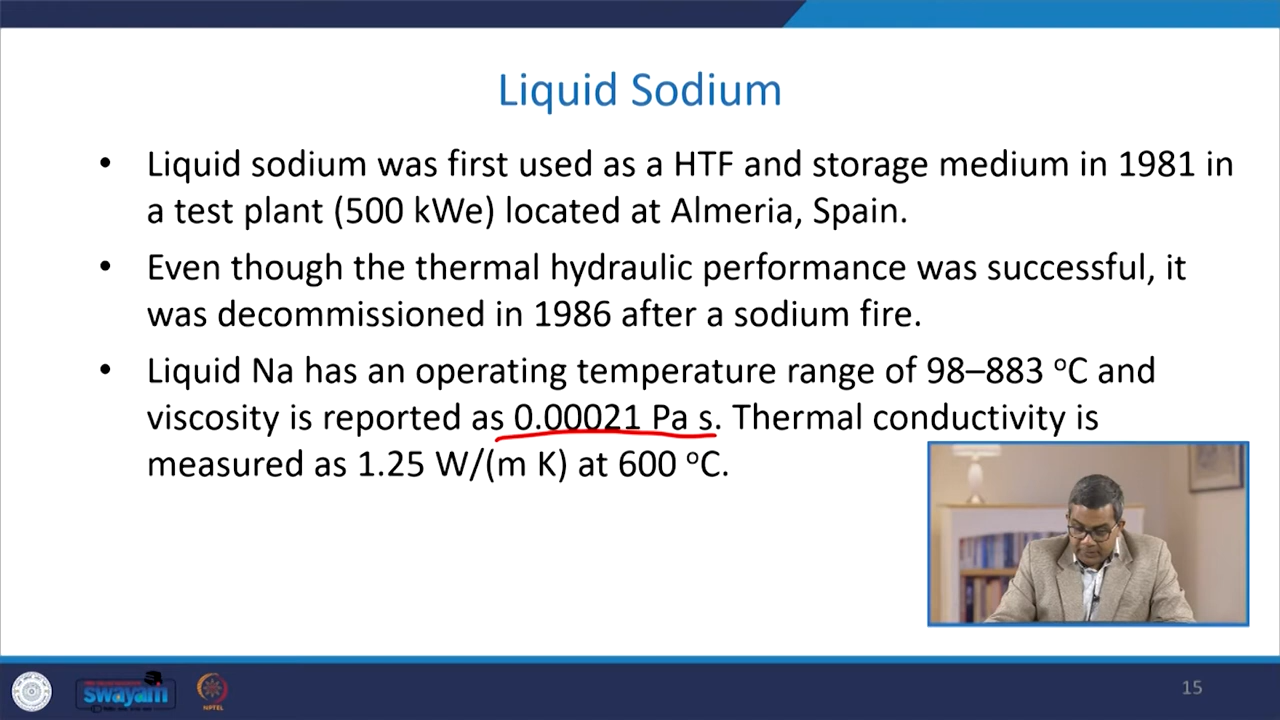 Liquid Sodium
• Liquid sodium was first used as a HTF and storage medium in 1981 in
a test plant (500 kWe) located at Almeria, Spain.
• Even though the thermal hydraulic performance was successful, it
was decommissioned in 1986 after a sodium fire.
• Liquid Na has an operating temperature range of 98–883 ᵒC and
viscosity is reported as 0.00021 Pa s. Thermal conductivity is
measured as 1.25 W/(m K) at 600 ᵒC.
swayam
NPTEL
15